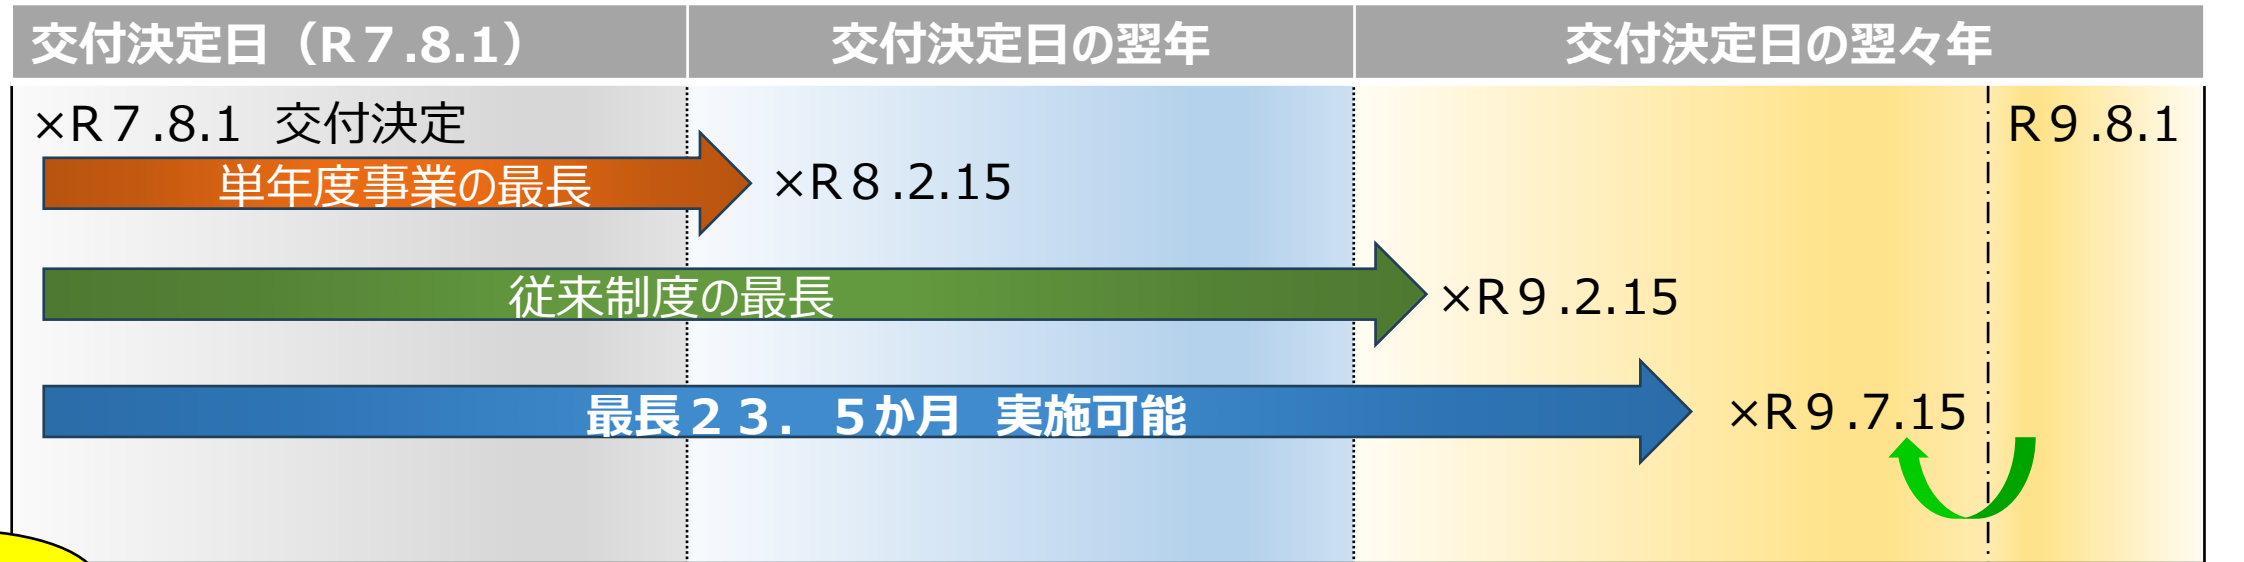 交付決定日（R７.8.1）
交付決定日の翌年
交付決定日の翌々年
×R７.8.1 交付決定
R９.8.1
単年度事業の最長
×R８.2.15
従来制度の最長
×R９.2.15
最長２３．５か月 実施可能
×R９.7.15